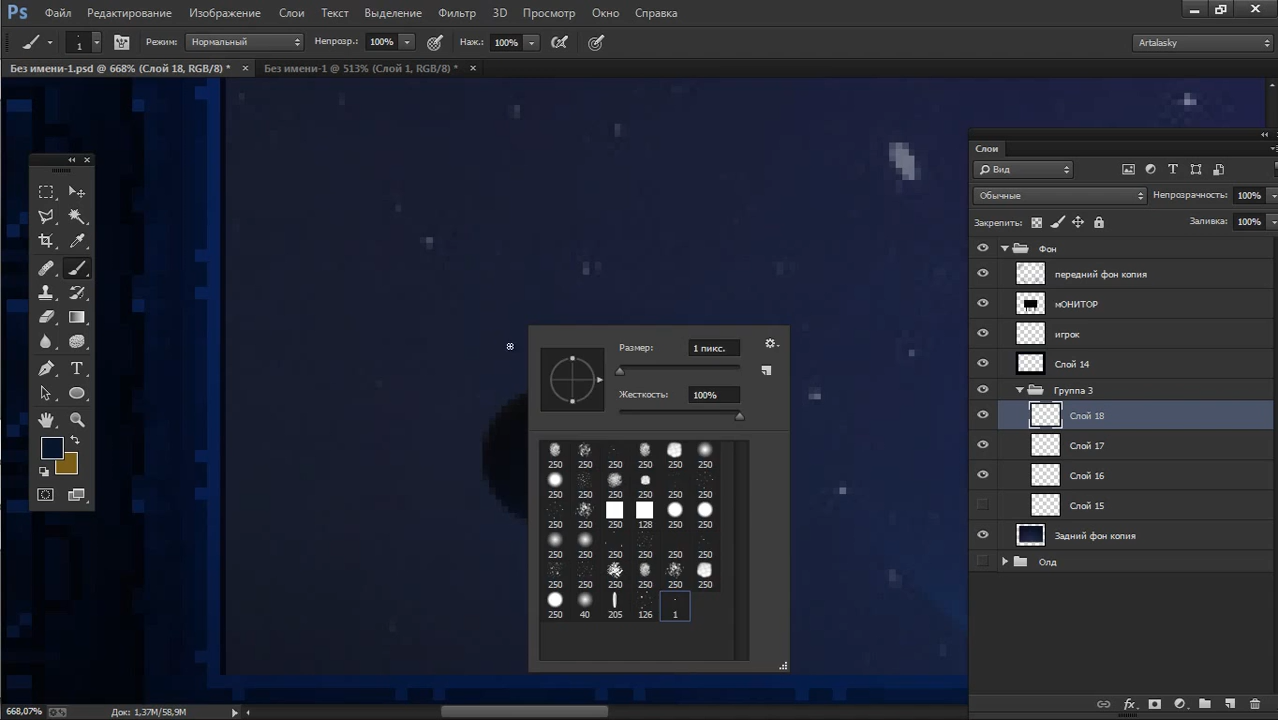 Ps Файл Редактирование Изображение Слои Текст Выделение Фильтр 3D Просмотр Окно Справка
1 Режим: Нормальный Непрозр.: 100% Наж.: 100% Artalasky
Без имени-1.psd @ 668% (Слой 18, RGB/8) * × Без имени-1 @ 513% (Слой 1, RGB/8) * ×
Слои
Вид
Обычные Непрозрачность: 100%
Закрепить: Заливка: 100%
Фон
передний фон копия
мОНИТОР
игрок
Слой 14
Группа 3
Слой 18
Слой 17
Слой 16
Слой 15
Задний фон копия
Олд
Размер: 1 пикс.
Жесткость: 100%
250 250 250 250 250 250
250 250 250 250 250 250
250 250 250 128 250 250
250 250 250 250 250 250
250 250 250 250 250 250
250 40 205 126 1
668,07% Док: 1,37M/58,9M